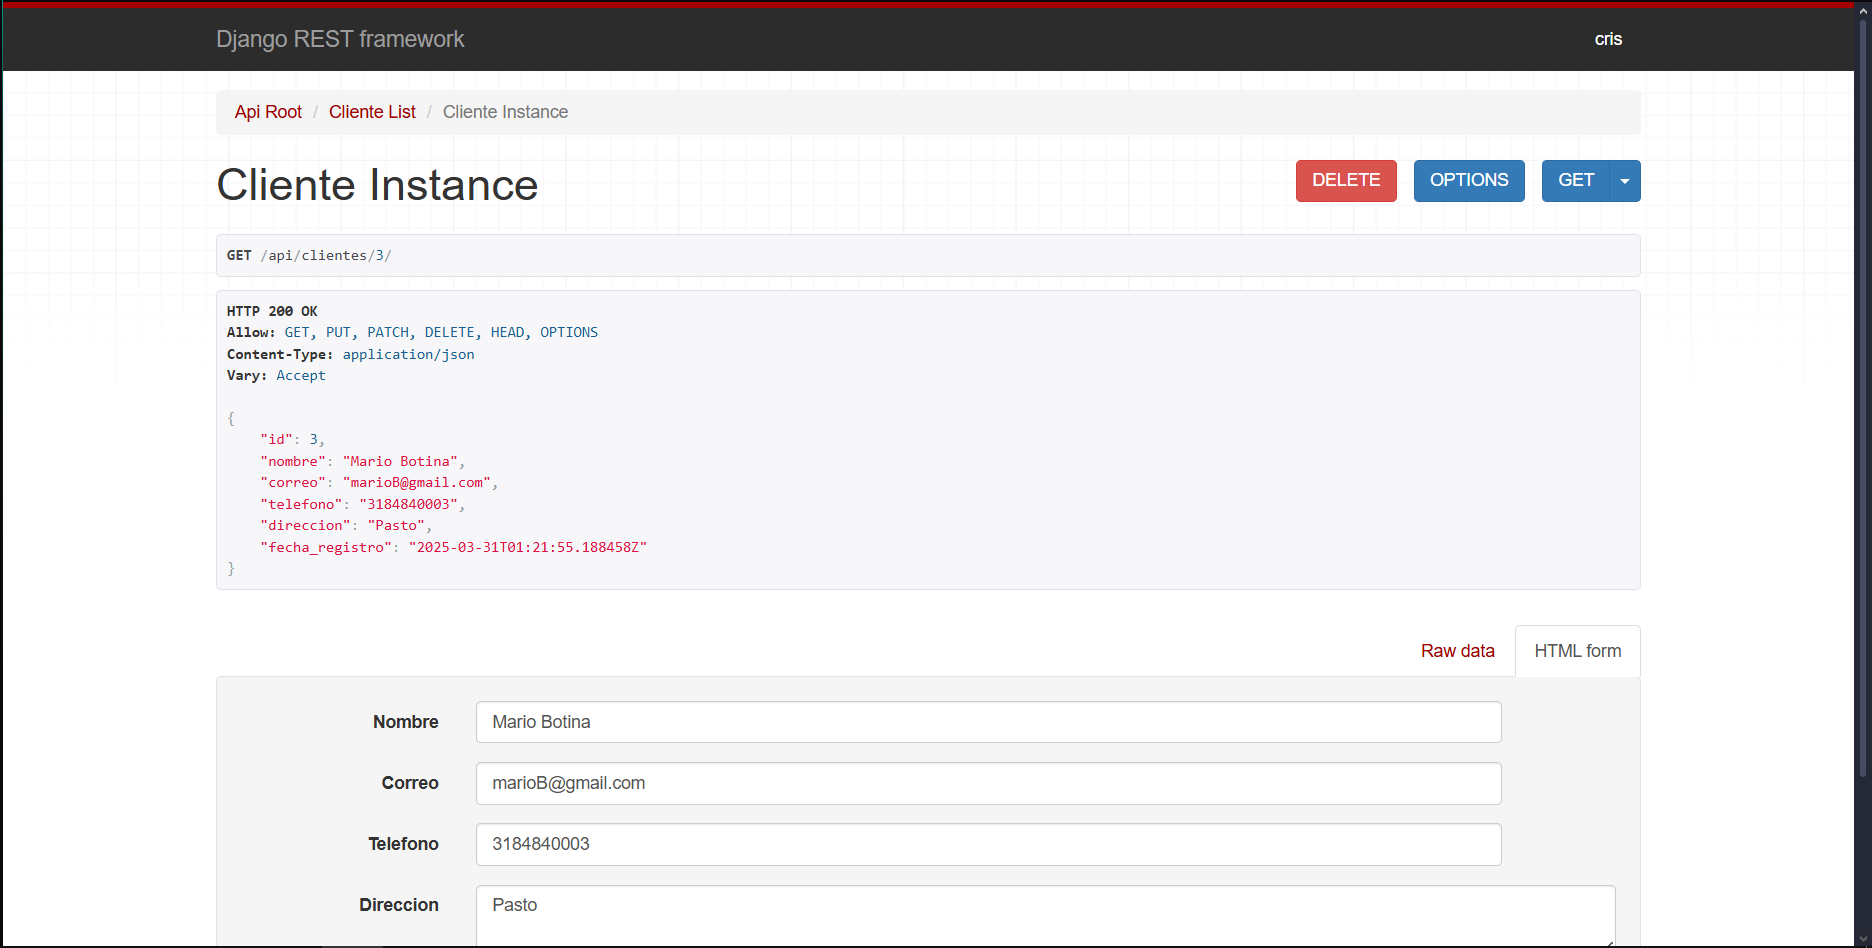 Django REST framework
cris
Api Root / Cliente List / Cliente Instance
Cliente Instance
DELETE
OPTIONS
GET
GET /api/clientes/3/
HTTP 200 OK
Allow: GET, PUT, PATCH, DELETE, HEAD, OPTIONS
Content-Type: application/json
Vary: Accept
{
    "id": 3,
    "nombre": "Mario Botina",
    "correo": "marioB@gmail.com",
    "telefono": "3184840003",
    "direccion": "Pasto",
    "fecha_registro": "2025-03-31T01:21:55.188458Z"
}
Raw data
HTML form
Nombre
Mario Botina
Correo
marioB@gmail.com
Telefono
3184840003
Direccion
Pasto